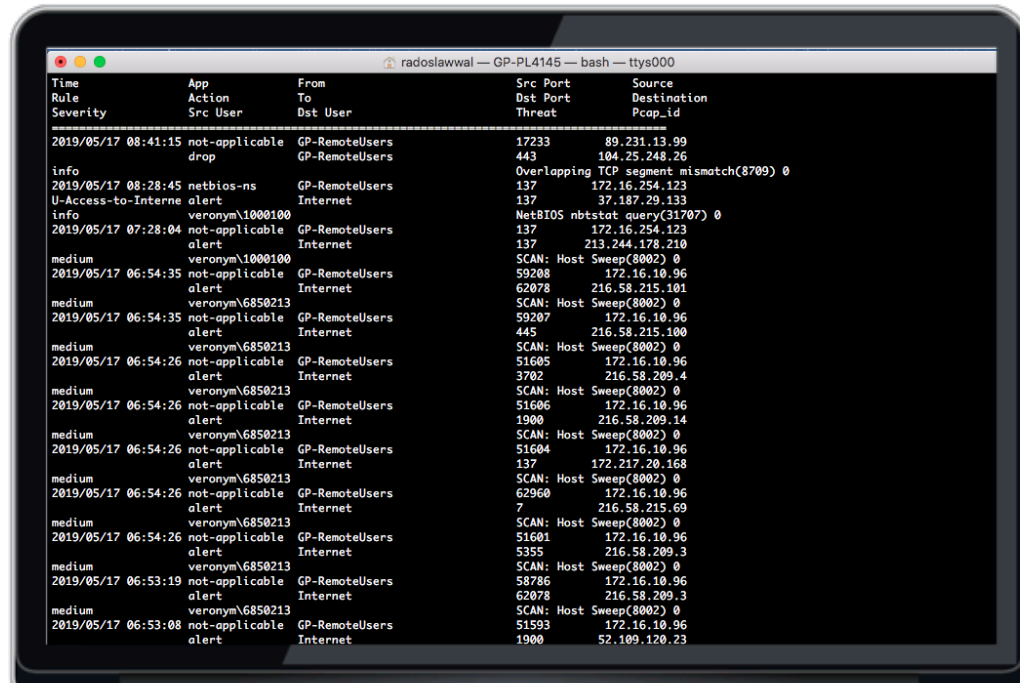 radoslawwal — GP-PL4145 — bash — ttys000
Time App From Src Port Source
Rule Action To Dst Port Destination
Severity Src User Dst User Threat Pcap_id
================================================================================
2019/05/17 08:41:15 not-applicable GP-RemoteUsers 17233 89.231.13.99
drop GP-RemoteUsers 443 104.25.248.26
info Overlapping TCP segment mismatch(8709) 0
2019/05/17 08:28:45 netbios-ns GP-RemoteUsers 137 172.16.254.123
U-Access-to-Interne alert Internet 137 37.187.29.133
info veronym\1000100 NetBIOS nbtstat query(31707) 0
2019/05/17 07:28:04 not-applicable GP-RemoteUsers 137 172.16.254.123
alert Internet 137 213.244.178.210
medium veronym\1000100 SCAN: Host Sweep(8002) 0
2019/05/17 06:54:35 not-applicable GP-RemoteUsers 59208 172.16.10.96
alert Internet 62078 216.58.215.101
medium veronym\6850213 SCAN: Host Sweep(8002) 0
2019/05/17 06:54:35 not-applicable GP-RemoteUsers 59207 172.16.10.96
alert Internet 445 216.58.215.100
medium veronym\6850213 SCAN: Host Sweep(8002) 0
2019/05/17 06:54:26 not-applicable GP-RemoteUsers 51605 172.16.10.96
alert Internet 3702 216.58.209.4
medium veronym\6850213 SCAN: Host Sweep(8002) 0
2019/05/17 06:54:26 not-applicable GP-RemoteUsers 51606 172.16.10.96
alert Internet 1900 216.58.209.14
medium veronym\6850213 SCAN: Host Sweep(8002) 0
2019/05/17 06:54:26 not-applicable GP-RemoteUsers 51604 172.16.10.96
alert Internet 137 172.217.20.168
medium veronym\6850213 SCAN: Host Sweep(8002) 0
2019/05/17 06:54:26 not-applicable GP-RemoteUsers 62960 172.16.10.96
alert Internet 7 216.58.215.69
medium veronym\6850213 SCAN: Host Sweep(8002) 0
2019/05/17 06:54:26 not-applicable GP-RemoteUsers 51601 172.16.10.96
alert Internet 5355 216.58.209.3
medium veronym\6850213 SCAN: Host Sweep(8002) 0
2019/05/17 06:53:19 not-applicable GP-RemoteUsers 58786 172.16.10.96
alert Internet 62078 216.58.209.3
medium veronym\6850213 SCAN: Host Sweep(8002) 0
2019/05/17 06:53:08 not-applicable GP-RemoteUsers 51593 172.16.10.96
alert Internet 1900 52.109.120.23